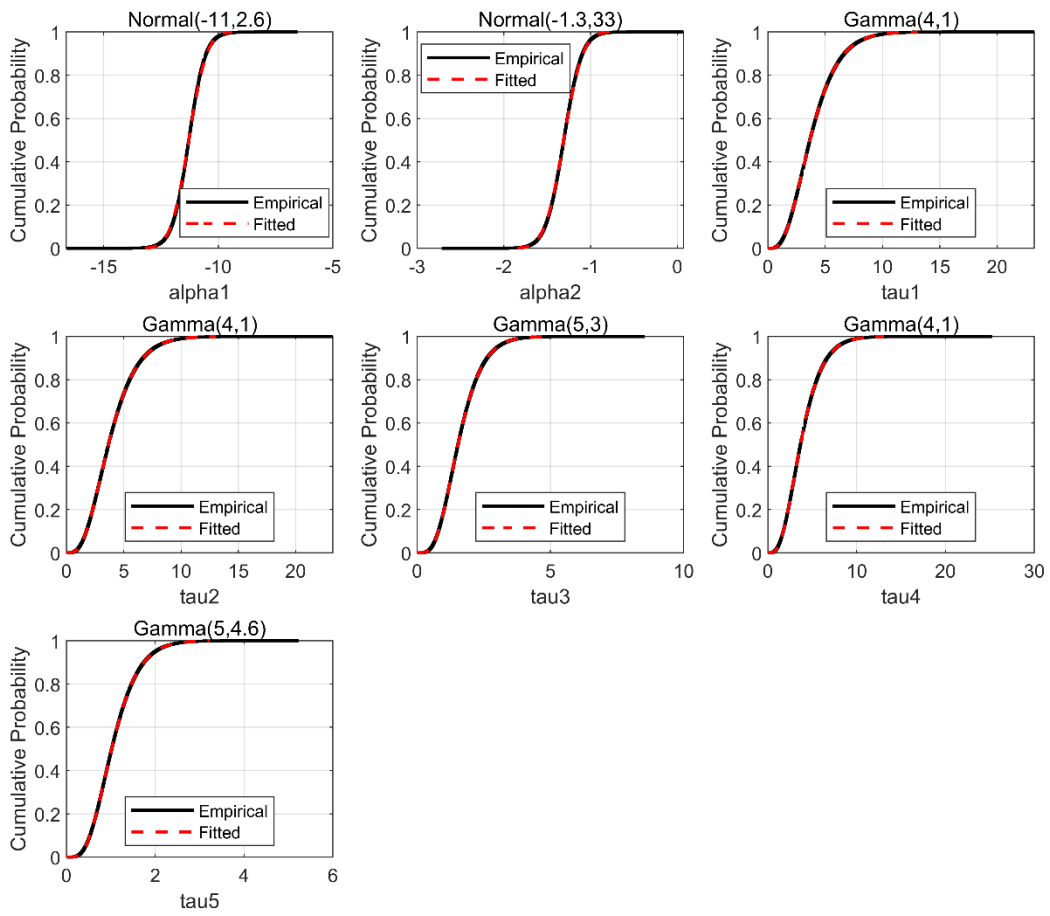 Normal(-11,2.6)
Cumulative Probability
1
0.8
0.6
0.4
0.2
0
Empirical
Fitted
-15
-10
-5
alpha1
Normal(-1.3,33)
Cumulative Probability
1
0.8
0.6
0.4
0.2
0
Empirical
Fitted
-3
-2
-1
0
alpha2
Gamma(4,1)
Cumulative Probability
1
0.8
0.6
0.4
0.2
0
Empirical
Fitted
0
5
10
15
20
tau1
Gamma(4,1)
Cumulative Probability
1
0.8
0.6
0.4
0.2
0
Empirical
Fitted
0
5
10
15
20
tau2
Gamma(5,3)
Cumulative Probability
1
0.8
0.6
0.4
0.2
0
Empirical
Fitted
0
5
10
tau3
Gamma(4,1)
Cumulative Probability
1
0.8
0.6
0.4
0.2
0
Empirical
Fitted
0
10
20
30
tau4
Gamma(5,4.6)
Cumulative Probability
1
0.8
0.6
0.4
0.2
0
Empirical
Fitted
0
2
4
6
tau5